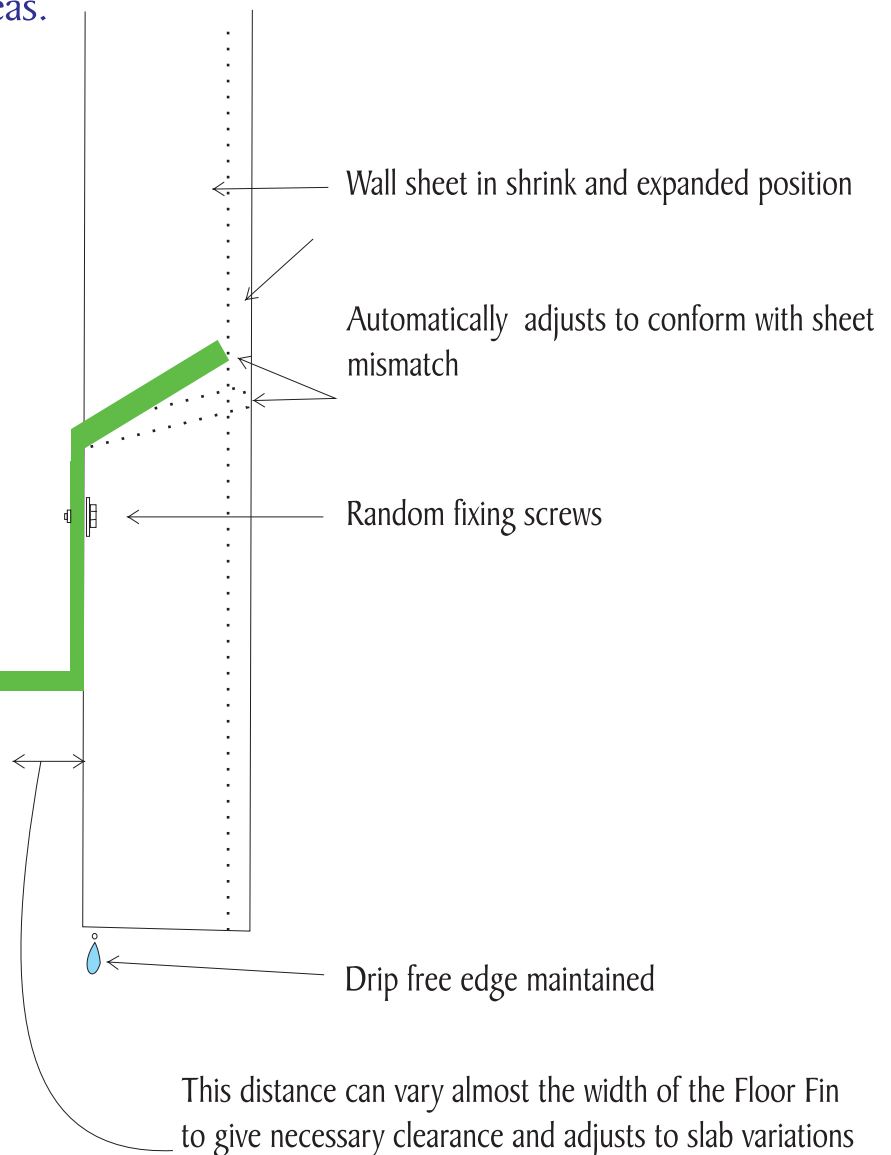 Wall sheet in shrink and expanded position
Automatically adjusts to conform with sheet
mismatch
Random fixing screws
Drip free edge maintained
This distance can vary almost the width of the Floor Fin
to give necessary clearance and adjusts to slab variations